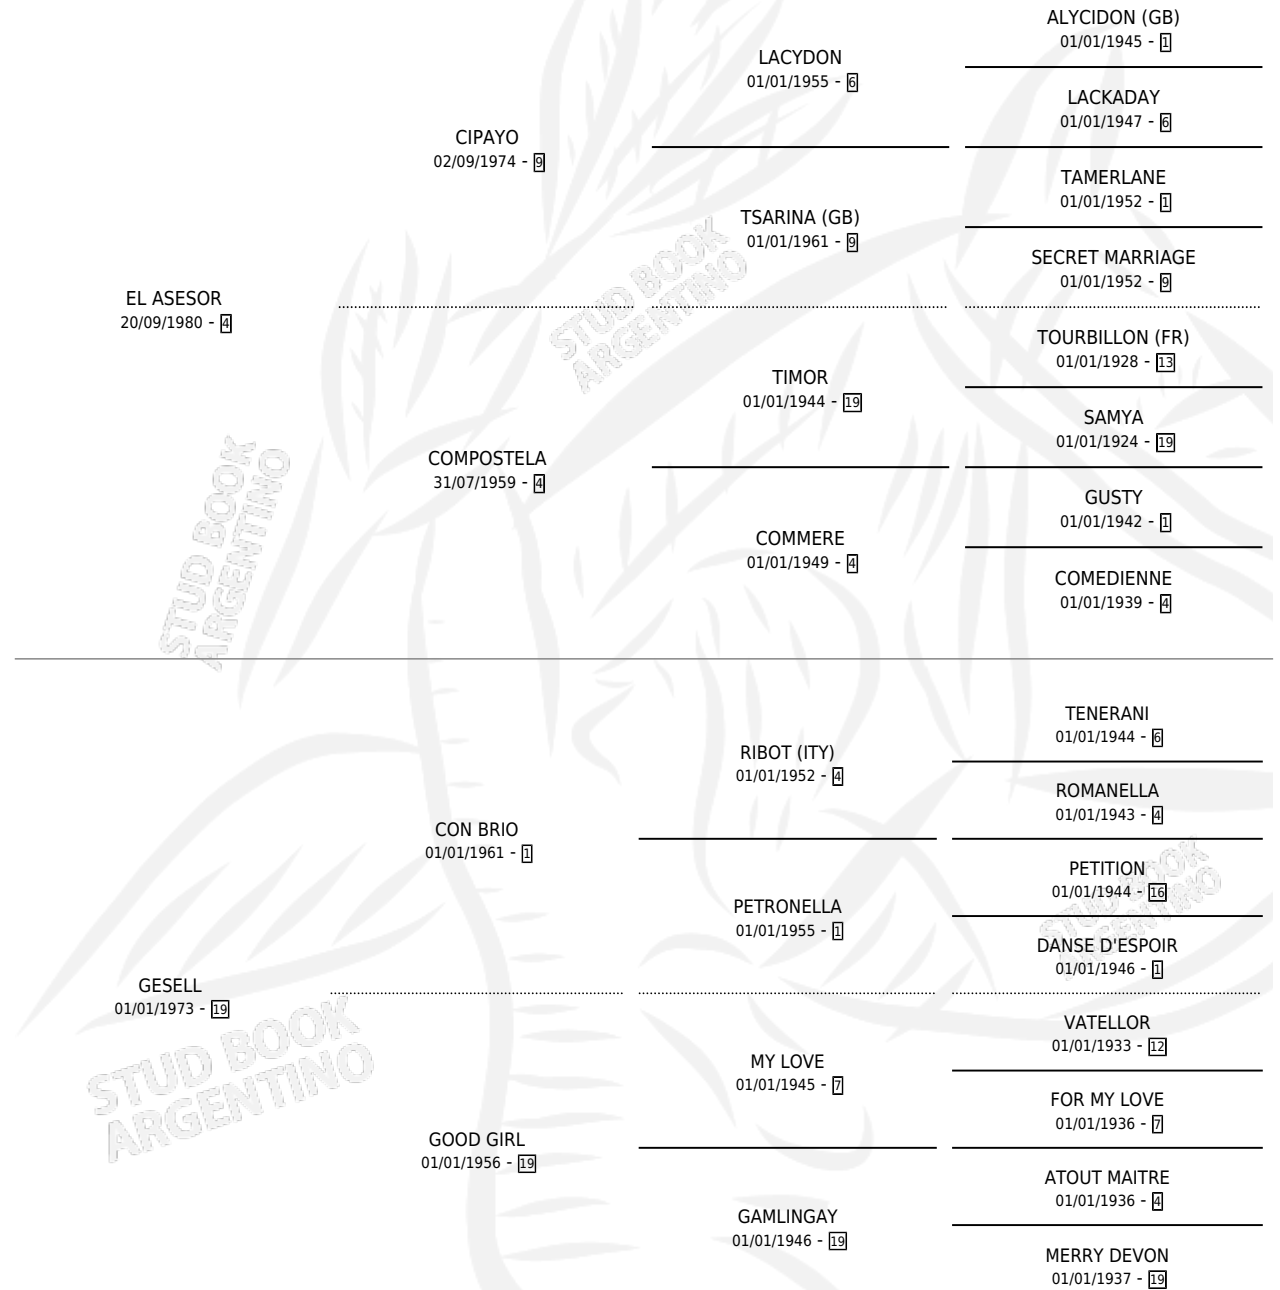 ALYCIDON (GB)
01/01/1945 - 1
LACYDON
01/01/1955 - 6
LACKADAY
01/01/1947 - 6
CIPAYO
02/09/1974 - 9
TAMERLANE
01/01/1952 - 1
TSARINA (GB)
01/01/1961 - 9
SECRET MARRIAGE
01/01/1952 - 9
EL ASESOR
20/09/1980 - 4
STUD BOOK
ARGENTINO
TOURBILLON (FR)
01/01/1928 - 13
TIMOR
01/01/1944 - 19
SAMYA
01/01/1924 - 19
COMPOSTELA
31/07/1959 - 4
GUSTY
01/01/1942 - 1
COMMERE
01/01/1949 - 4
COMEDIENNE
01/01/1939 - 4
STUD BOOK
ARGENTINO
TENERANI
01/01/1944 - 6
RIBOT (ITY)
01/01/1952 - 4
ROMANELLA
01/01/1943 - 4
CON BRIO
01/01/1961 - 1
PETITION
01/01/1944 - 16
STUD BOOK
ARGENTINO
PETRONELLA
01/01/1955 - 1
DANSE D'ESPOIR
01/01/1946 - 1
GESELL
01/01/1973 - 19
STUD BOOK
ARGENTINO
VATELLOR
01/01/1933 - 12
MY LOVE
01/01/1945 - 7
FOR MY LOVE
01/01/1936 - 7
GOOD GIRL
01/01/1956 - 19
ATOUT MAITRE
01/01/1936 - 4
GAMLINGAY
01/01/1946 - 19
MERRY DEVON
01/01/1937 - 19